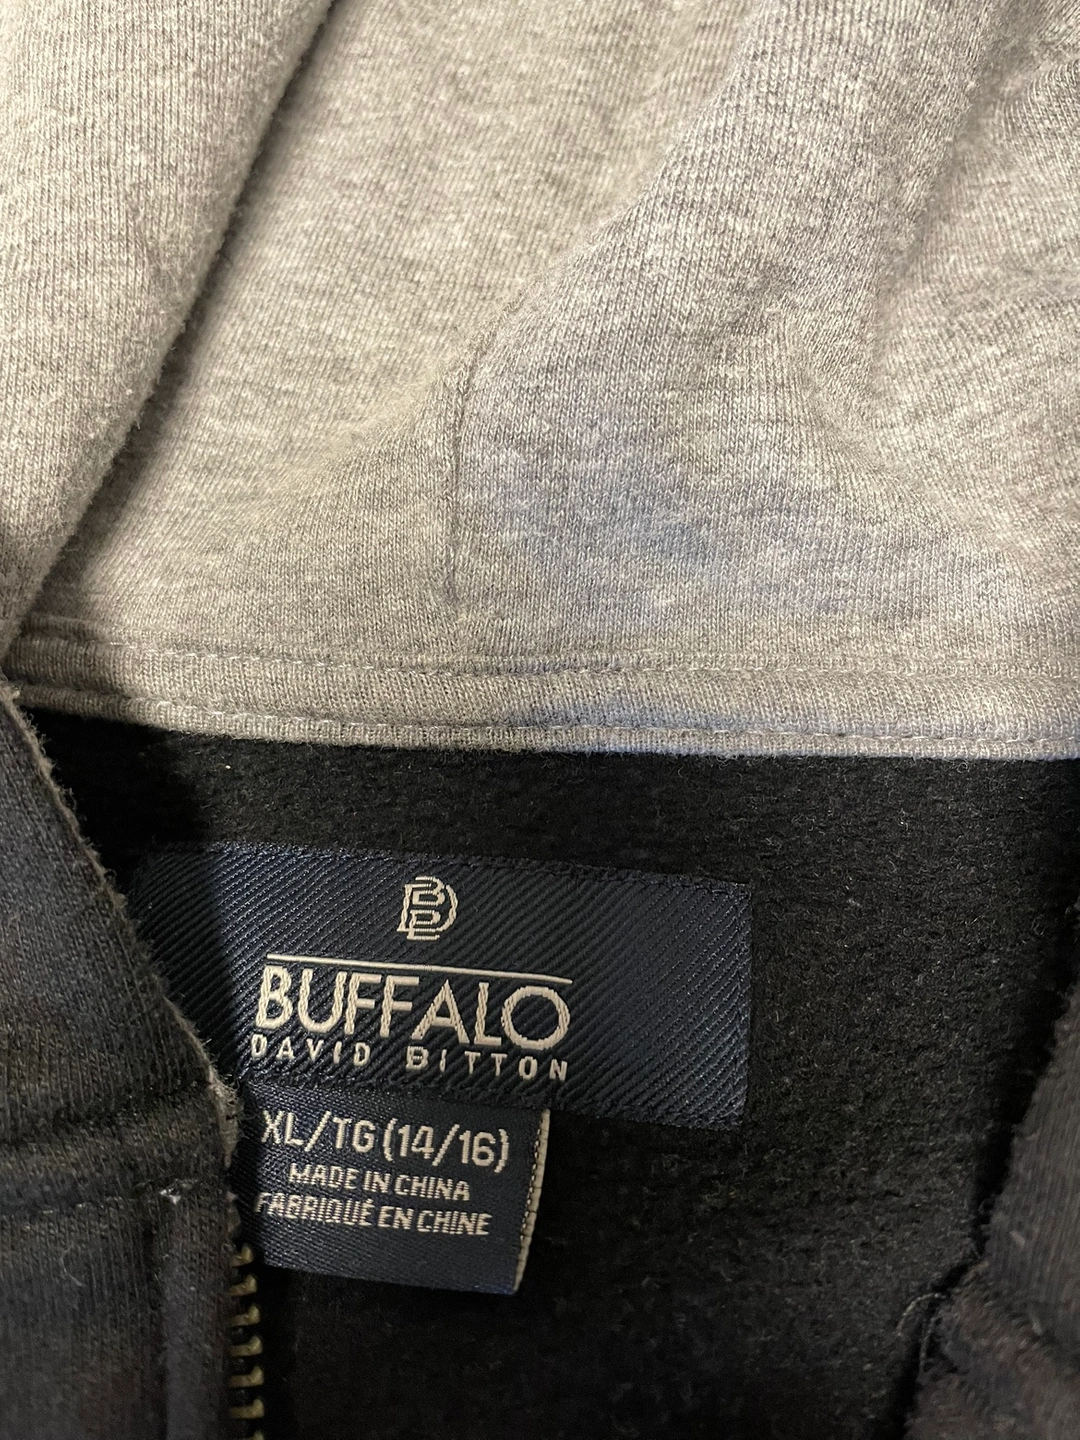 BUFFALO
DAVID BITTON
XL/TG (14/16)
MADE IN CHINA
FABRIQUÉ EN CHINE